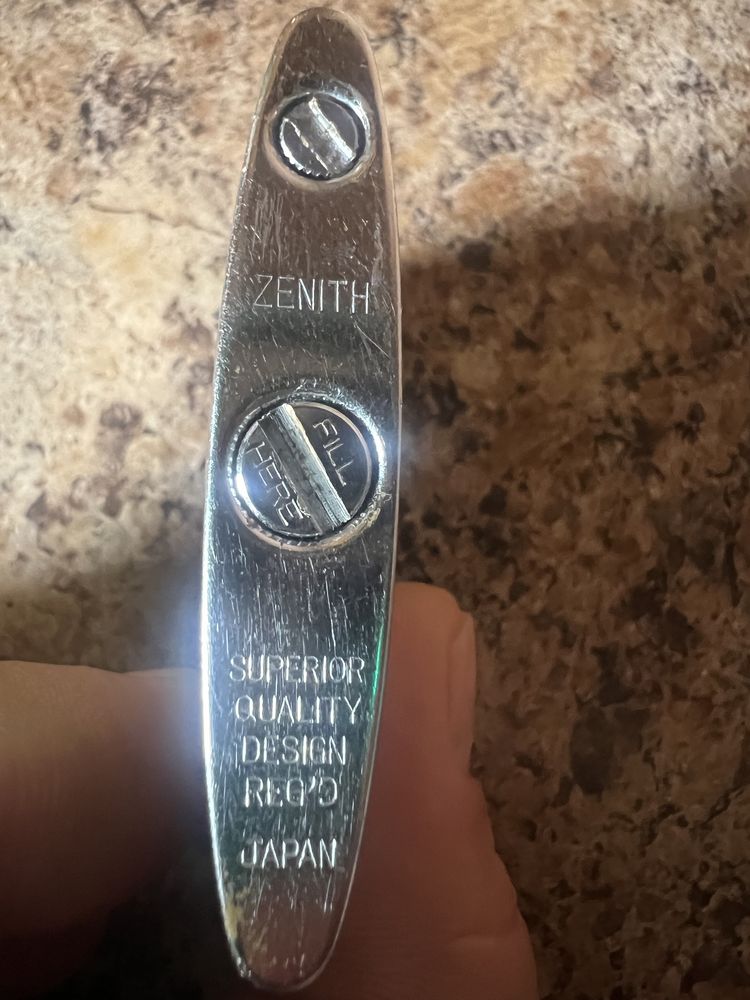 ZENITH
FILL
HERE
SUPERIOR
QUALITY
DESIGN
REG'D
JAPAN